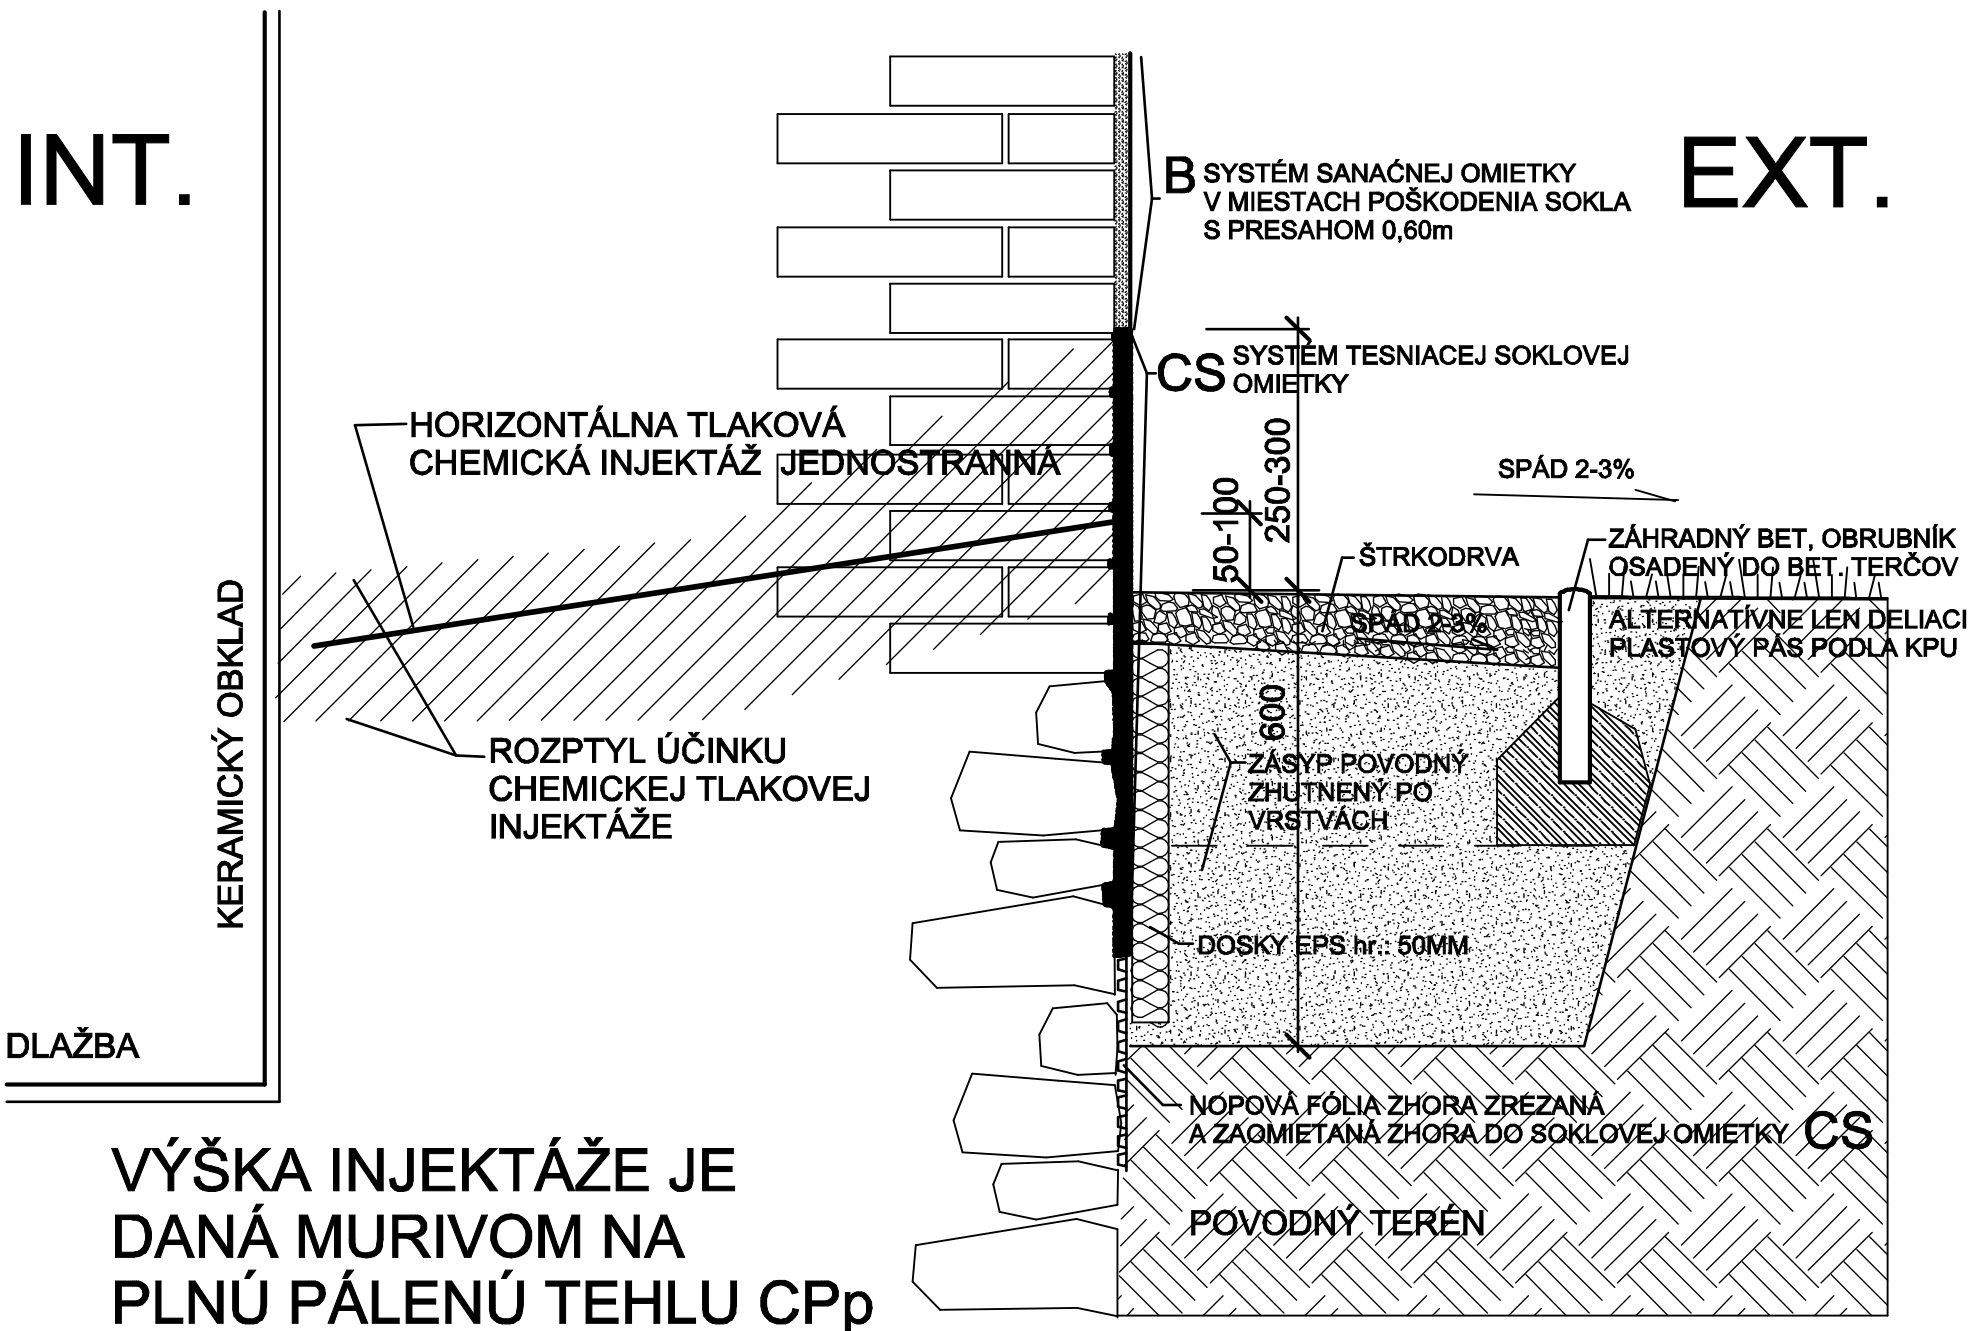 INT.
EXT.
B SYSTÉM SANAĆNEJ OMIETKY
V MIESTACH POŠKODENIA SOKLA
S PRESAHOM 0,60m
CS SYSTÉM TESNIACEJ SOKLOVEJ
OMIETKY
HORIZONTÁLNA TLAKOVÁ
CHEMICKÁ INJEKTÁŽ JEDNOSTRANNÁ
250-300
50-100
SPÁD 2-3%
ŠTRKODRVA
ZÁHRADNÝ BET, OBRUBNÍK
OSADENÝ DO BET. TERČOV
ALTERNATÍVNE LEN DELIACI
PLASTOVÝ PÁS PODLA KPU
SPÁD 2-3%
KERAMICKÝ OBKLAD
600
ROZPTYL ÚČINKU
CHEMICKEJ TLAKOVEJ
INJEKTÁŽE
ZÁSYP POVODNÝ
ZHUTNENÝ PO
VRSTVÁCH
DOSKY EPS hr.: 50MM
DLAŽBA
NOPOVÁ FÓLIA ZHORA ZREZANÁ
A ZAOMIETANÁ ZHORA DO SOKLOVEJ OMIETKY CS
POVODNÝ TERÉN
VÝŠKA INJEKTÁŽE JE
DANÁ MURIVOM NA
PLNÚ PÁLENÚ TEHLU CPp